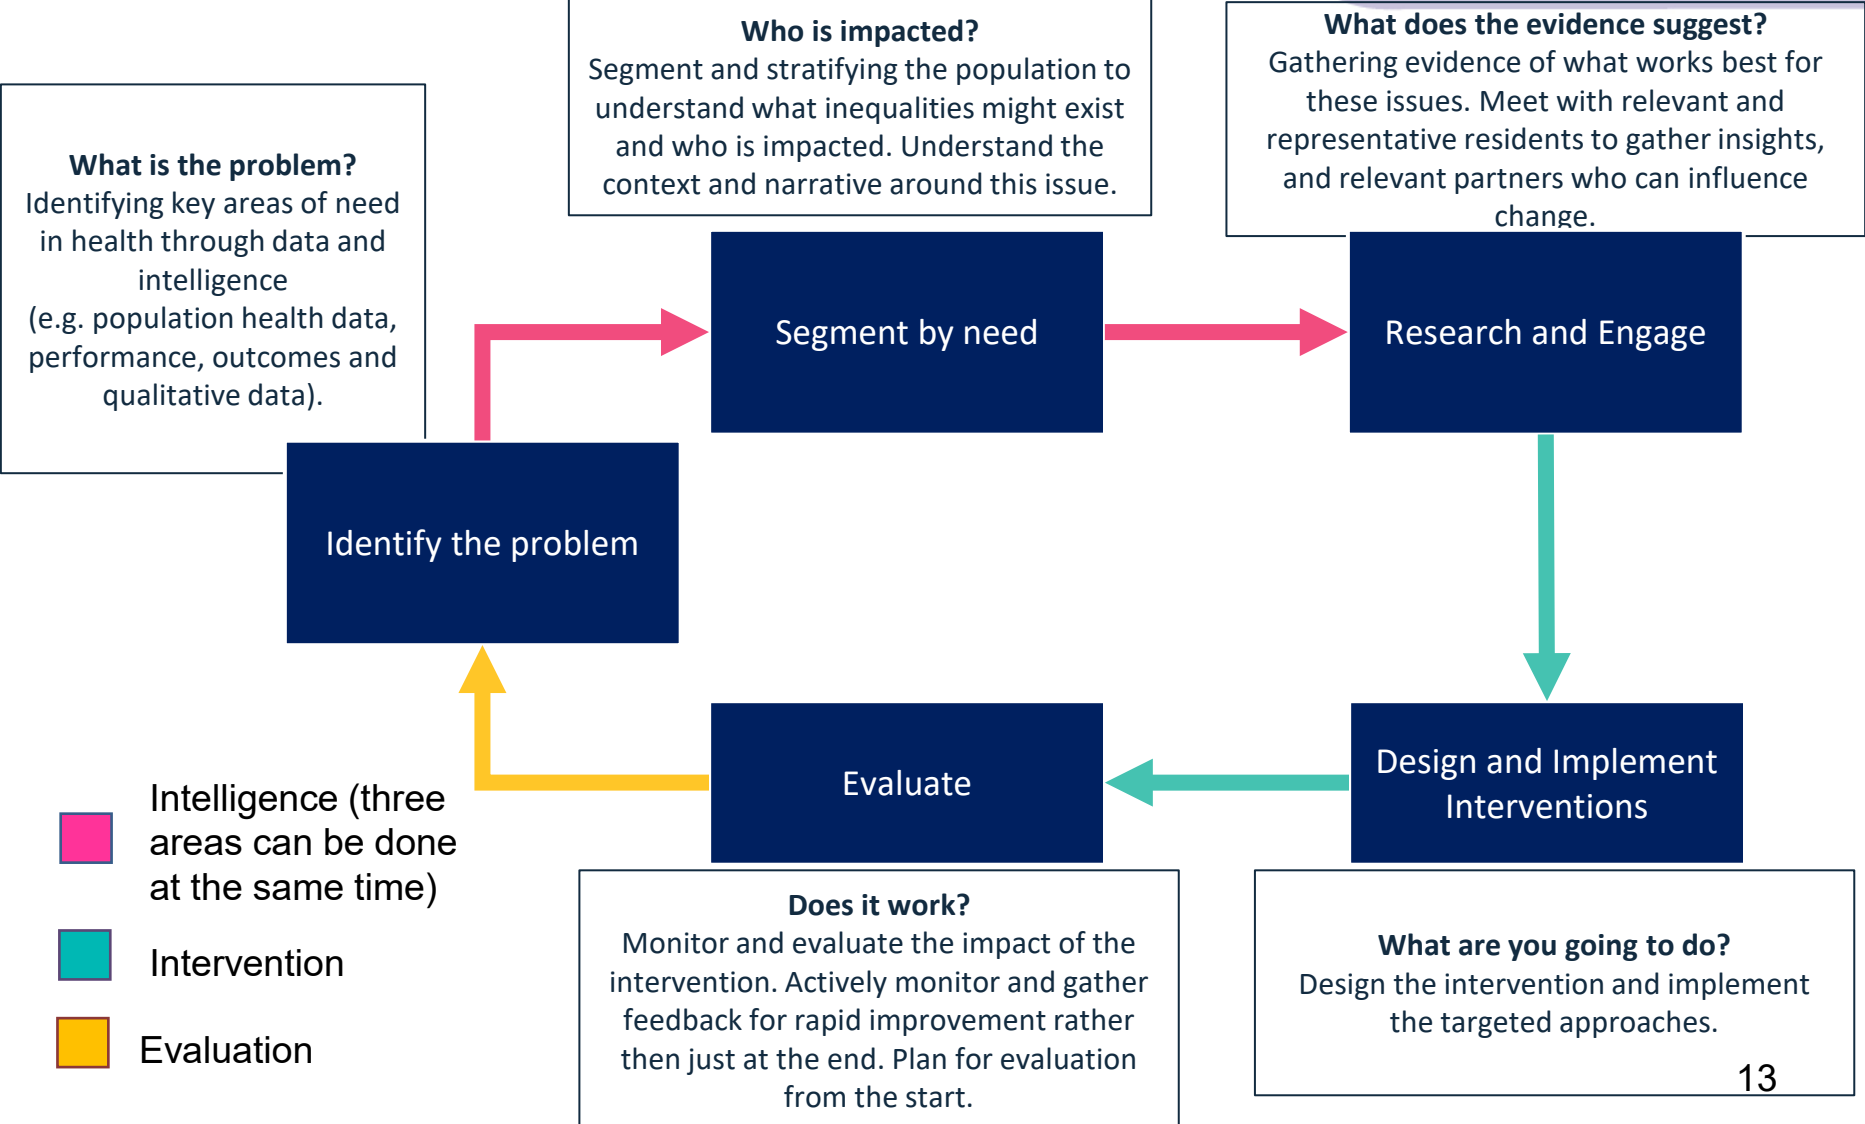 What is the problem?
Identifying key areas of need
in health through data and
intelligence
(e.g. population health data,
performance, outcomes and
qualitative data).
Who is impacted?
Segment and stratifying the population to
understand what inequalities might exist
and who is impacted. Understand the
context and narrative around this issue.
What does the evidence suggest?
Gathering evidence of what works best for
these issues. Meet with relevant and
representative residents to gather insights,
and relevant partners who can influence
change.
Identify the problem
Segment by need
Research and Engage
Design and Implement
Interventions
Evaluate
What are you going to do?
Design the intervention and implement
the targeted approaches.
Does it work?
Monitor and evaluate the impact of the
intervention. Actively monitor and gather
feedback for rapid improvement rather
then just at the end. Plan for evaluation
from the start.
Intelligence (three
areas can be done
at the same time)
Intervention
Evaluation
13